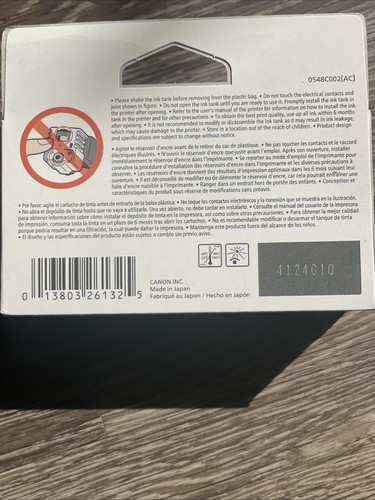 0548C002[AC]
• Please shake the ink tank before removing from the plastic bag. • Do not touch the electrical contacts and
joint shown in figure. • Do not open the ink tank until you are ready to use it. Promptly install the ink tank in
the printer after opening. • Refer to the user's manual of the printer for information on how to install the ink
tank in the printer and for other precautions. • To obtain the best print quality, use up all ink within 6 months
after opening. • It is not recommended to modify or disassemble the ink tank as it may result in ink leakage,
which may cause damage to the printer. • Store in a location out of the reach of children. • Product design
and specifications are subject to change without notice.
• Agiter le réservoir d'encre avant de le retirer du sac de plastique. • Ne pas toucher les contacts et le raccord
électriques illustrés. • N'ouvrir le réservoir d'encre que juste avant l'emploi. Après son ouverture, installer
immédiatement le réservoir d'encre dans l'imprimante. • Se reporter au mode d'emploi de l'imprimante pour
connaître la procédure d'installation des réservoirs d'encre dans l'imprimante et les diverses précautions à
observer. • Les réservoirs d'encre donnent des résultats d'impression optimaux dans les 6 mois suivant leur
ouverture. • Il est déconseillé de modifier ou de démonter le réservoir d'encre, car cela pourrait entraîner une
fuite d'encre nuisible à l'imprimante. • Ranger dans un endroit hors de portée des enfants. • Conception et
caractéristiques du produit sous réserve de modifications sans préavis.
• Por favor, agite el cartucho de tinta antes de retirarlo de la bolsa plástica. • No toque los contactos electrónicos y la conexión que se muestra en la ilustración.
• No abra el depósito de tinta hasta que no vaya a utilizarlo. Una vez abierto, no debe tardar en instalarlo. • Consulte el manual del usuario de la impresora
para obtener información sobre cómo instalar el depósito de tinta en la impresora, así como sobre otras precauciones. • Para obtener la mejor calidad
de impresión, consuma toda la tinta en un plazo de 6 meses tras abrir los cartuchos. • No es recomendable modificar o desarmar el tanque de tinta
porque podría resultar en una filtración, la cual puede dañar la impresora. • Mantenga este producto fuera del alcance de los niños.
• El diseño y las especificaciones del producto están sujetos a cambio sin previo aviso.
0 13803 26132 5
CANON INC.
Made in Japan
Fabriqué au Japon / Hecho en Japón
4124G10